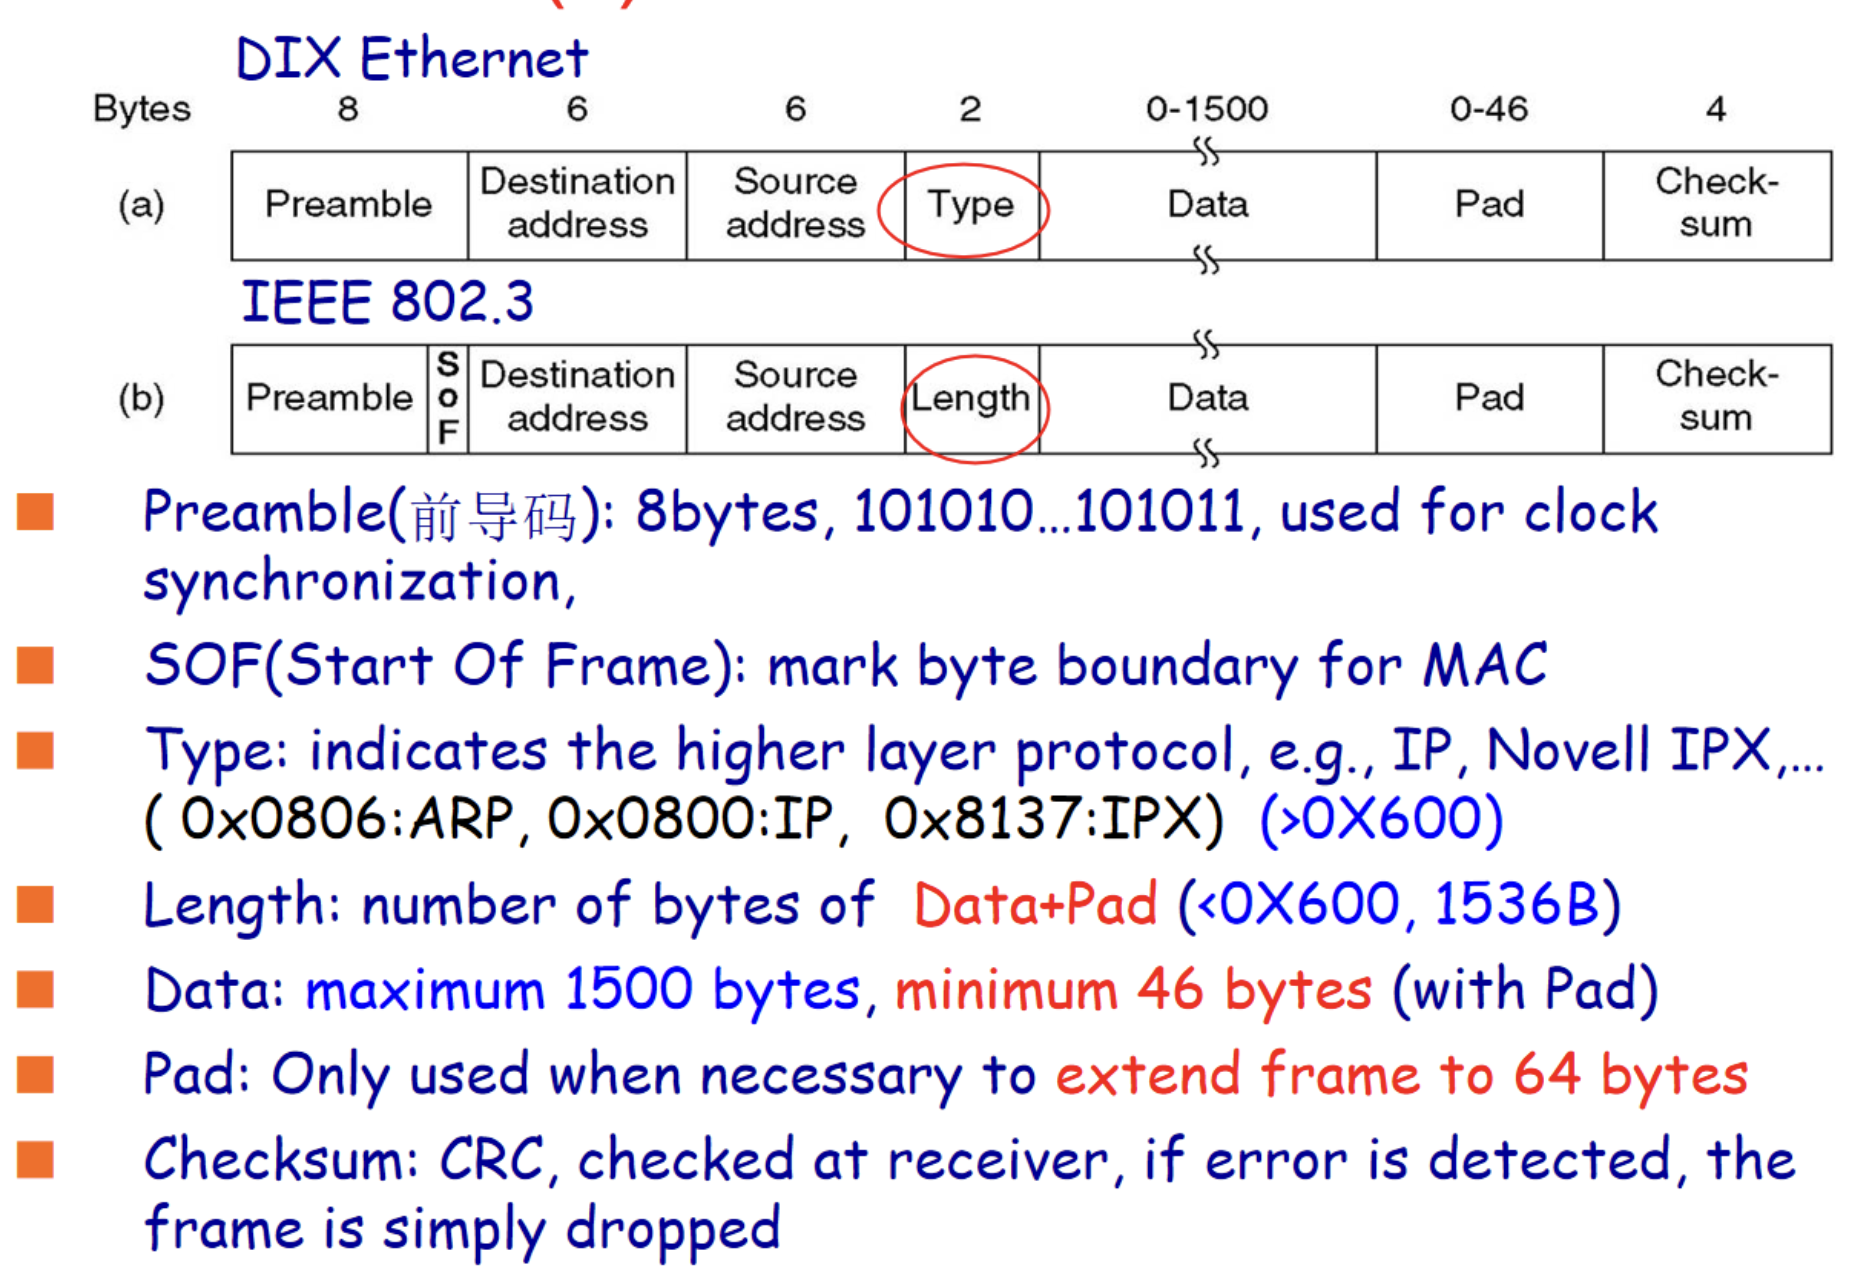 DIX Ethernet
Bytes 8 6 6 2 0-1500 0-46 4
(a) Preamble Destination address Source address Type Data Pad Check-sum
IEEE 802.3
(b) Preamble SoF Destination address Source address Length Data Pad Check-sum
Preamble(前导码): 8bytes, 101010...101011, used for clock
synchronization,
SOF(Start Of Frame): mark byte boundary for MAC
Type: indicates the higher layer protocol, e.g., IP, Novell IPX,...
( 0x0806:ARP, 0x0800:IP, 0x8137:IPX) (>0X600)
Length: number of bytes of Data+Pad (<0X600, 1536B)
Data: maximum 1500 bytes, minimum 46 bytes (with Pad)
Pad: Only used when necessary to extend frame to 64 bytes
Checksum: CRC, checked at receiver, if error is detected, the
frame is simply dropped